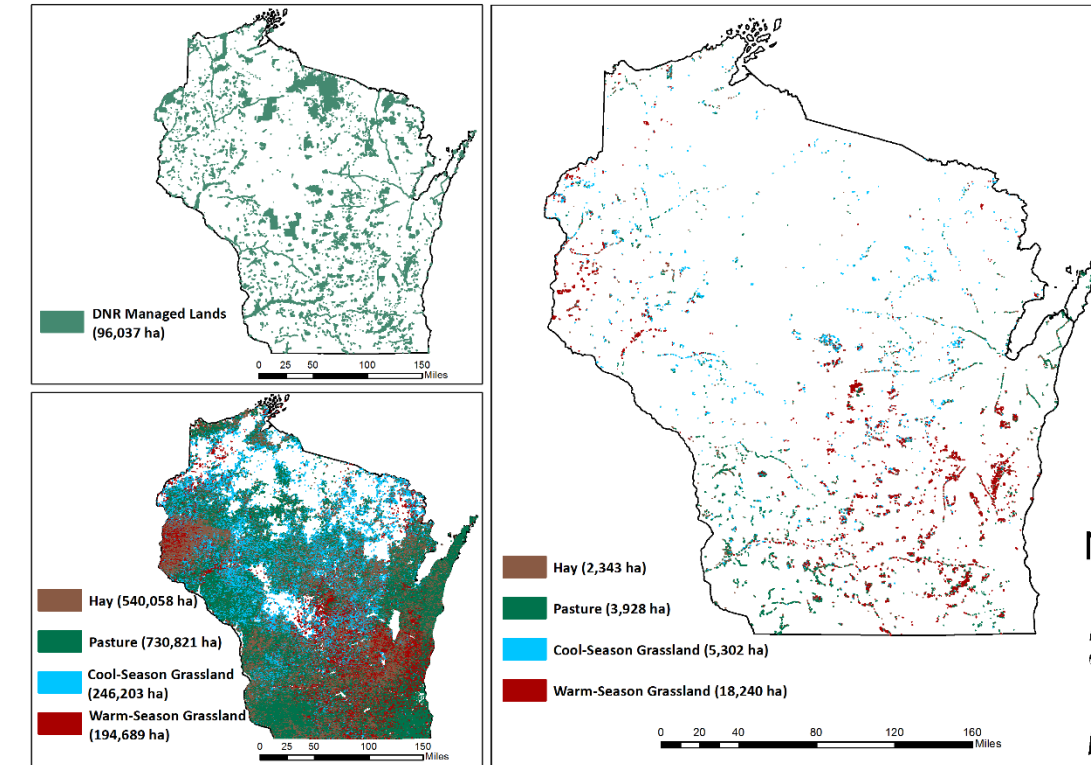 DNR Managed Lands
(96,037 ha)
0 25 50 100 150
Miles
Hay (540,058 ha)
Pasture (730,821 ha)
Cool-Season Grassland
(246,203 ha)
Warm-Season Grassland
(194,689 ha)
0 25 50 100 150
Miles
Hay (2,343 ha)
Pasture (3,928 ha)
Cool-Season Grassland (5,302 ha)
Warm-Season Grassland (18,240 ha)
0 20 40 80 120 160
Miles